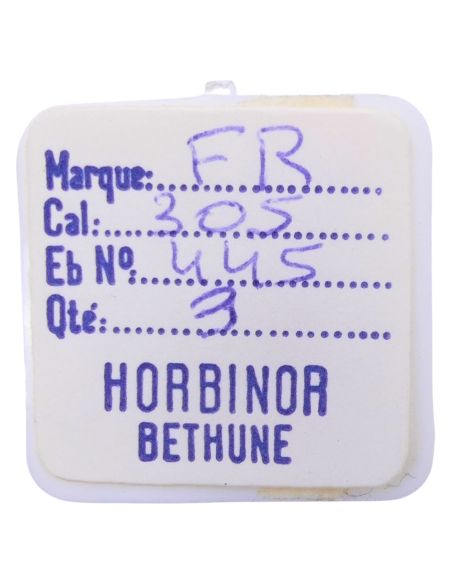 Marque: FB
Cal: 305
Eb Nº 445
Qté: 3
HORBINOR
BETHUNE